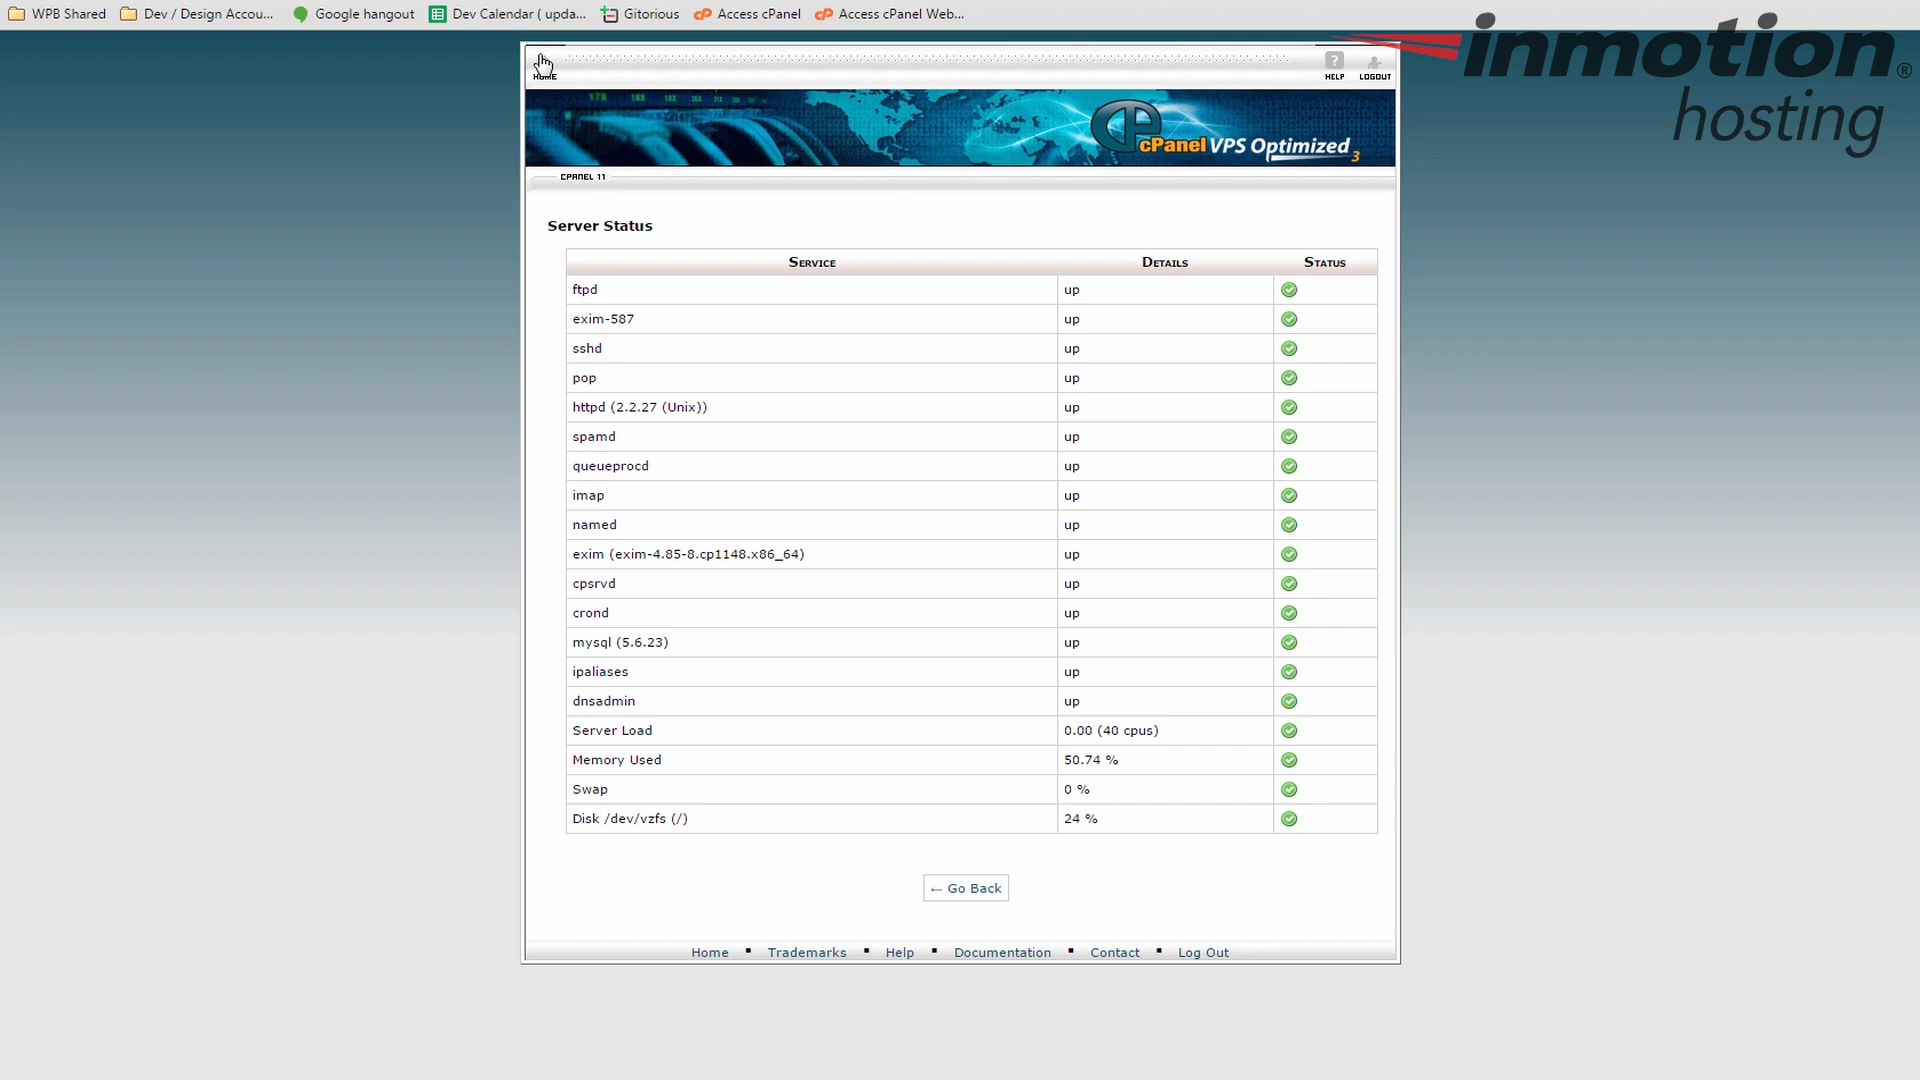 WPB Shared Dev / Design Accou... Google hangout Dev Calendar ( upda... Gitorious Access cPanel Access cPanel Web...
inmotion®
hosting
HOME HELP LOGOUT
cPanel VPS Optimized 3
CPANEL 11
Server Status
Service Details Status
ftpd up
exim-587 up
sshd up
pop up
httpd (2.2.27 (Unix)) up
spamd up
queueprocd up
imap up
named up
exim (exim-4.85-8.cp1148.x86_64) up
cpsrvd up
crond up
mysql (5.6.23) up
ipaliases up
dnsadmin up
Server Load 0.00 (40 cpus)
Memory Used 50.74 %
Swap 0 %
Disk /dev/vzfs (/) 24 %
← Go Back
Home ▪ Trademarks ▪ Help ▪ Documentation ▪ Contact ▪ Log Out